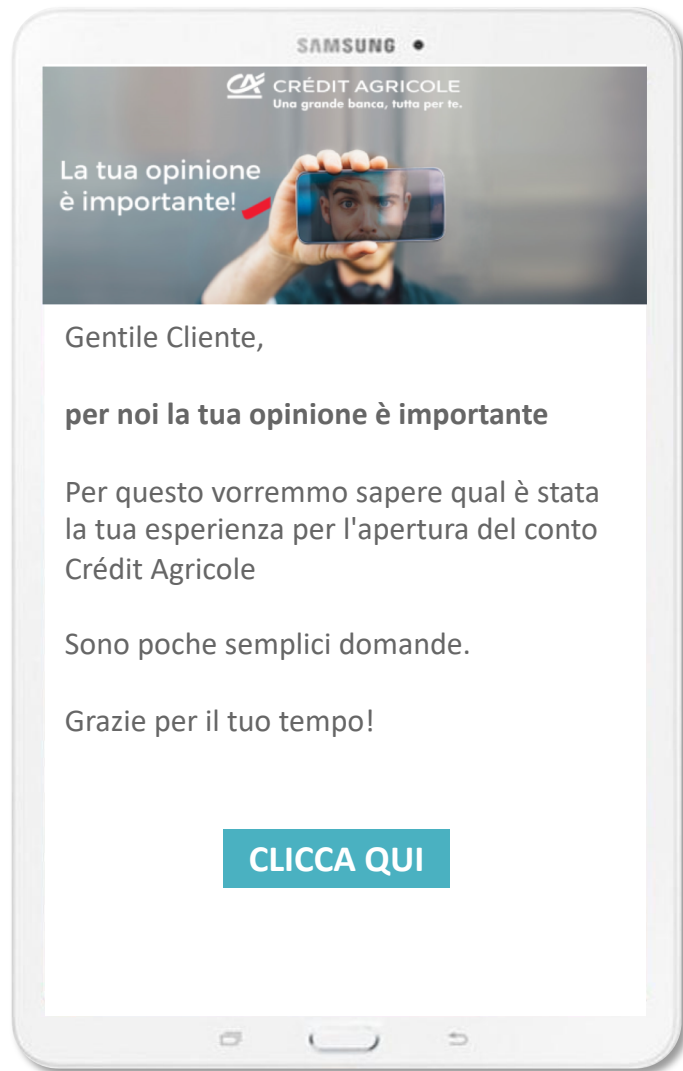 SAMSUNG
CRÉDIT AGRICOLE
Una grande banca, tutta per te.
La tua opinione
è importante!
Gentile Cliente,
per noi la tua opinione è importante
Per questo vorremmo sapere qual è stata
la tua esperienza per l'apertura del conto
Crédit Agricole
Sono poche semplici domande.
Grazie per il tuo tempo!
CLICCA QUI